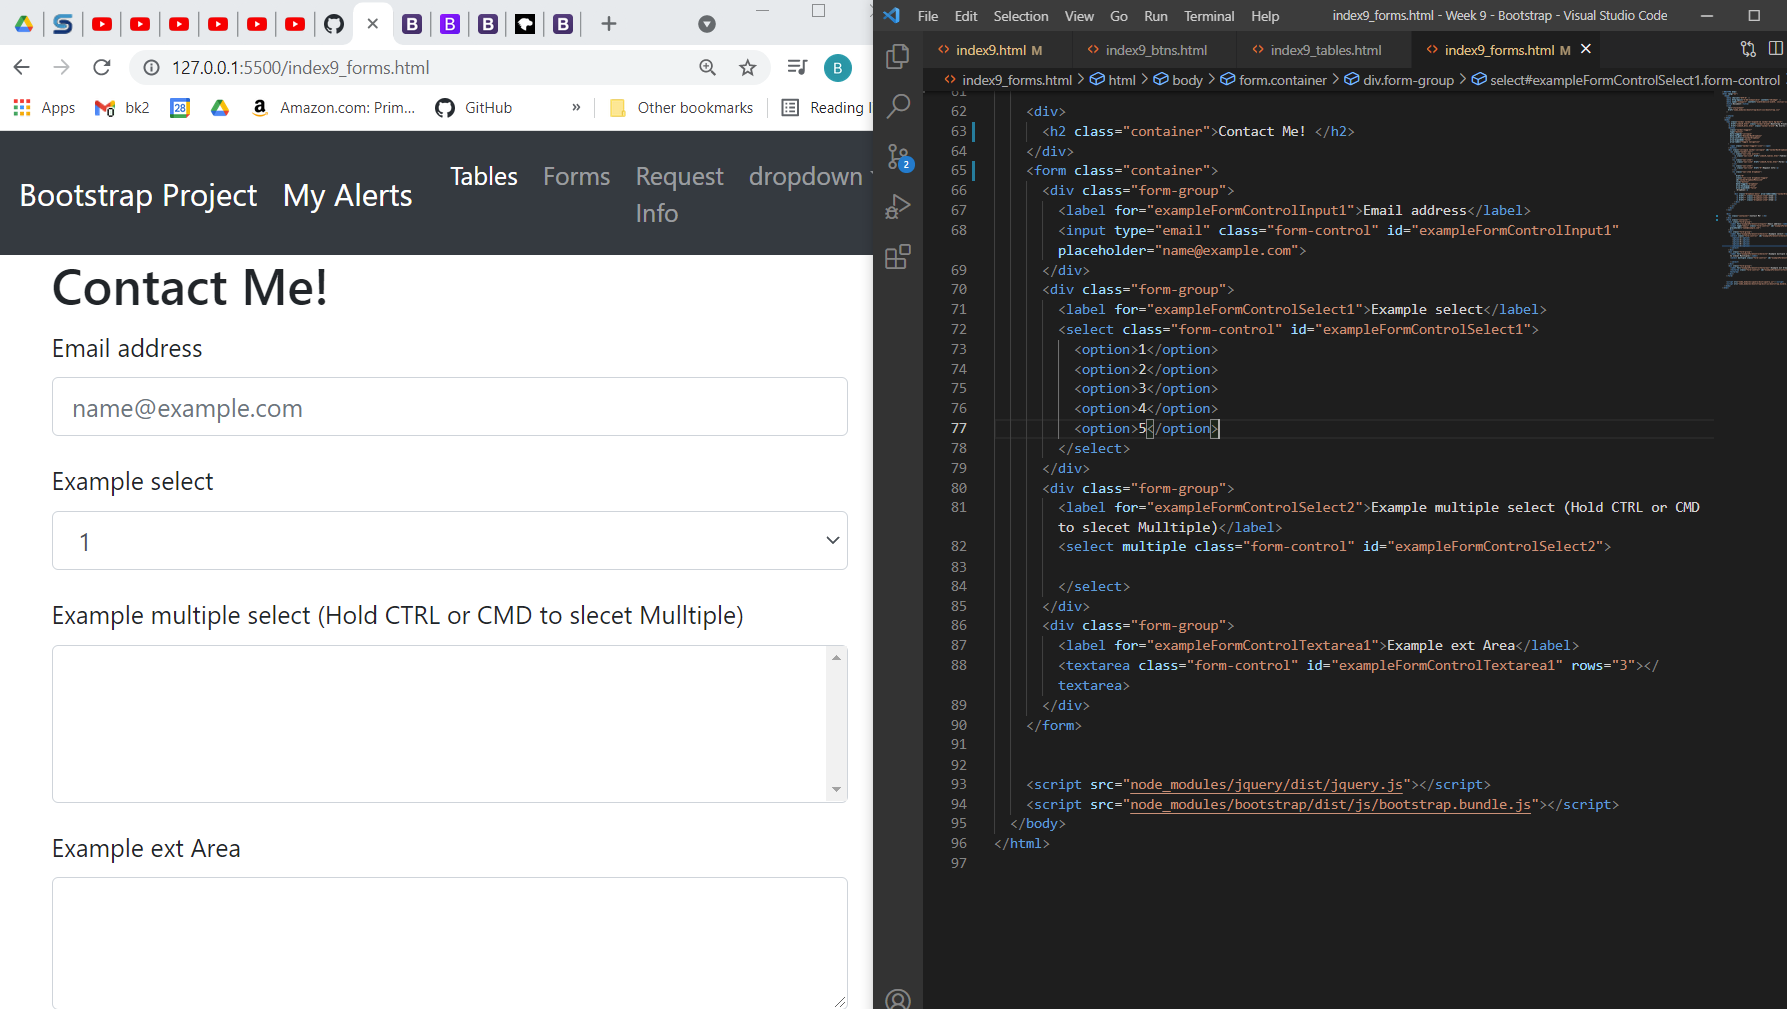 127.0.0.1:5500/index9_forms.html
B
Apps
bk2
28
Amazon.com: Prim...
GitHub
»
Other bookmarks
Reading l
Bootstrap Project
My Alerts
Tables
Forms
Request
Info
dropdown
Contact Me!
Email address
name@example.com
Example select
1
Example multiple select (Hold CTRL or CMD to slecet Mulltiple)
Example ext Area
File Edit Selection View Go Run Terminal Help
index9_forms.html - Week 9 - Bootstrap - Visual Studio Code
index9.html M
index9_btns.html
index9_tables.html
index9_forms.html M
index9_forms.html > html > body > form.container > div.form-group > select#exampleFormControlSelect1.form-control
2
61
62 <div>
63 <h2 class="container">Contact Me! </h2>
64 </div>
65 <form class="container">
66 <div class="form-group">
67 <label for="exampleFormControlInput1">Email address</label>
68 <input type="email" class="form-control" id="exampleFormControlInput1"
placeholder="name@example.com">
69 </div>
70 <div class="form-group">
71 <label for="exampleFormControlSelect1">Example select</label>
72 <select class="form-control" id="exampleFormControlSelect1">
73 <option>1</option>
74 <option>2</option>
75 <option>3</option>
76 <option>4</option>
77 <option>5</option>
78 </select>
79 </div>
80 <div class="form-group">
81 <label for="exampleFormControlSelect2">Example multiple select (Hold CTRL or CMD
to slecet Mulltiple)</label>
82 <select multiple class="form-control" id="exampleFormControlSelect2">
83
84 </select>
85 </div>
86 <div class="form-group">
87 <label for="exampleFormControlTextarea1">Example ext Area</label>
88 <textarea class="form-control" id="exampleFormControlTextarea1" rows="3"></
textarea>
89 </div>
90 </form>
91
92
93 <script src="node_modules/jquery/dist/jquery.js"></script>
94 <script src="node_modules/bootstrap/dist/js/bootstrap.bundle.js"></script>
95 </body>
96 </html>
97